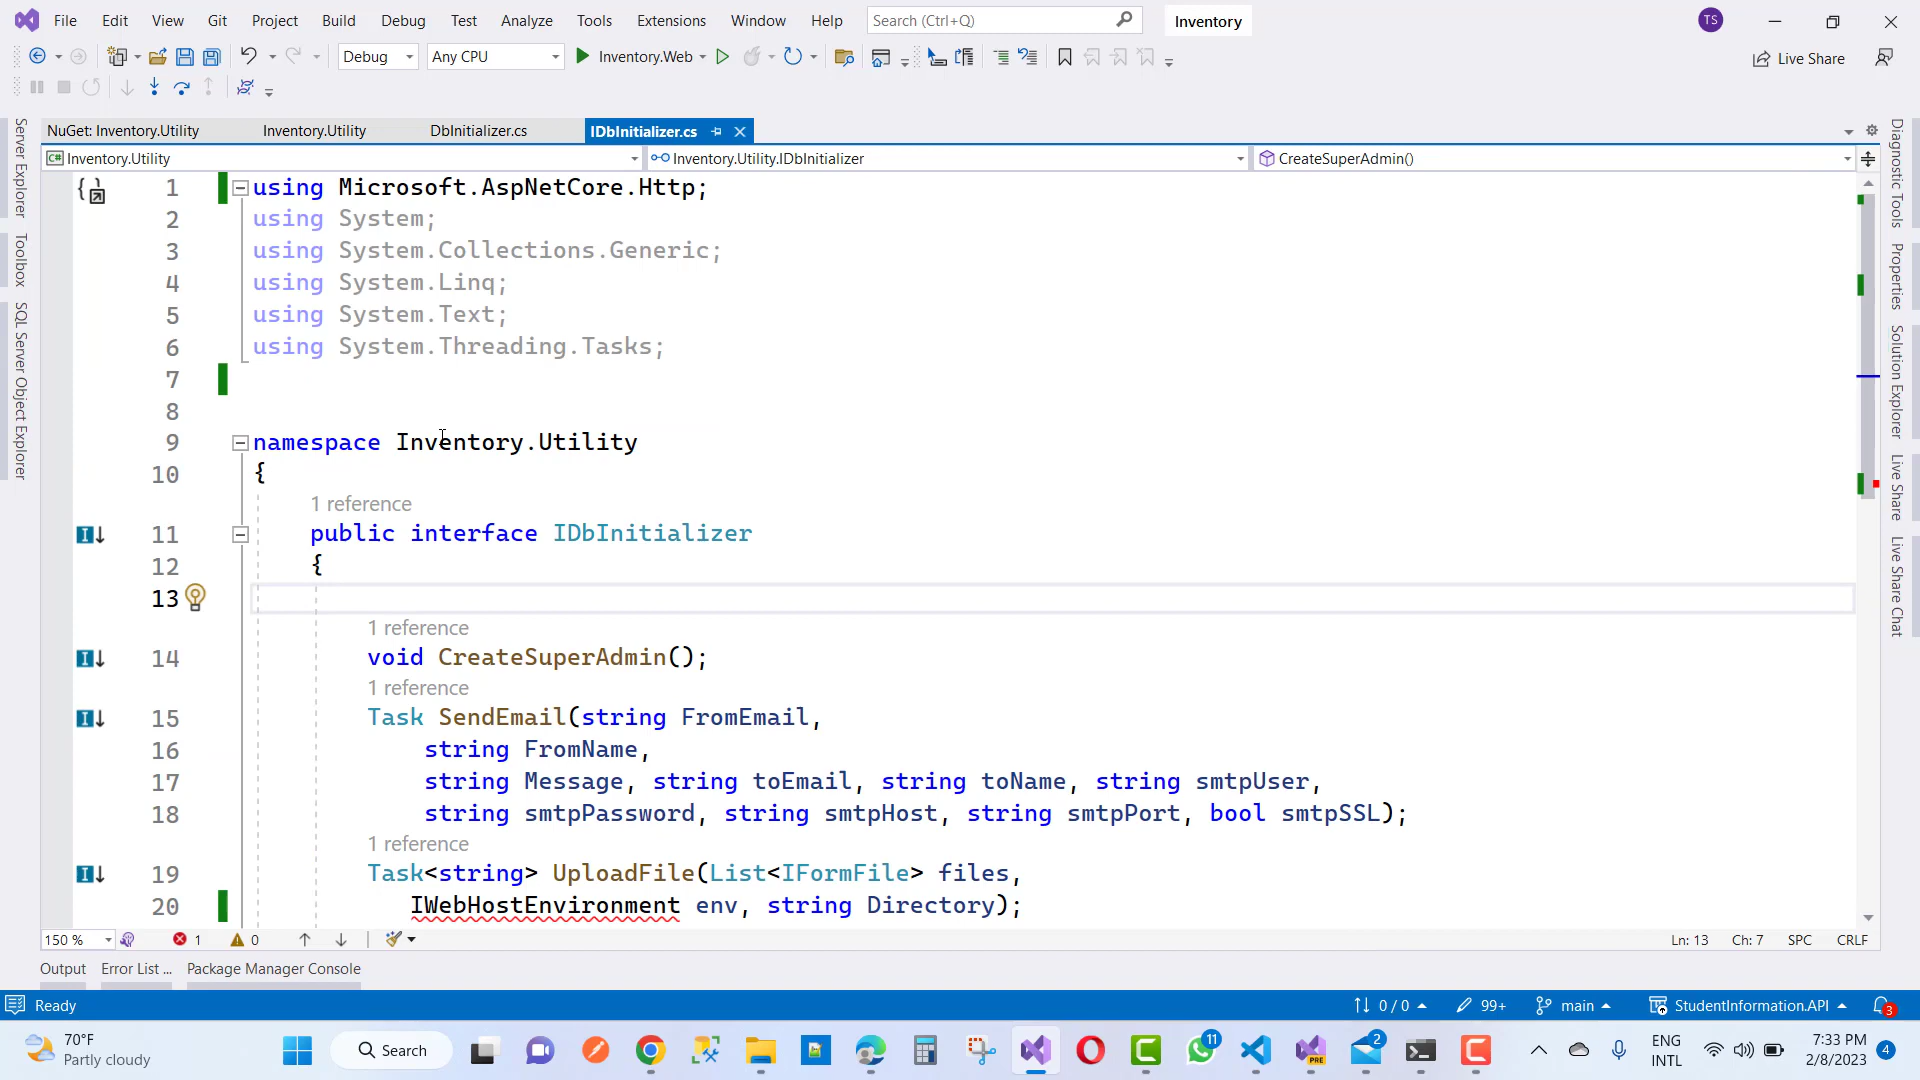 File Edit View Git Project Build Debug Test Analyze Tools Extensions Window Help Search (Ctrl+Q) Inventory TS
Debug Any CPU Inventory.Web Live Share
NuGet: Inventory.Utility Inventory.Utility DbInitializer.cs IDbInitializer.cs
C# Inventory.Utility Inventory.Utility.IDbInitializer CreateSuperAdmin()
1 using Microsoft.AspNetCore.Http;
2 using System;
3 using System.Collections.Generic;
4 using System.Linq;
5 using System.Text;
6 using System.Threading.Tasks;
7
8
9 namespace Inventory.Utility
10 {
1 reference
11 public interface IDbInitializer
12 {
13
1 reference
14 void CreateSuperAdmin();
1 reference
15 Task SendEmail(string FromEmail,
16 string FromName,
17 string Message, string toEmail, string toName, string smtpUser,
18 string smtpPassword, string smtpHost, string smtpPort, bool smtpSSL);
1 reference
19 Task<string> UploadFile(List<IFormFile> files,
20 IWebHostEnvironment env, string Directory);
Server Explorer
Toolbox
SQL Server Object Explorer
Diagnostic Tools
Properties
Solution Explorer
Live Share
Live Share Chat
150 % 1 0 Ln: 13 Ch: 7 SPC CRLF
Output Error List ... Package Manager Console
Ready 0 / 0 99+ main StudentInformation.API 3
70°F
Partly cloudy
Search 11 PRE 2
ENG
INTL
7:33 PM
2/8/2023
4